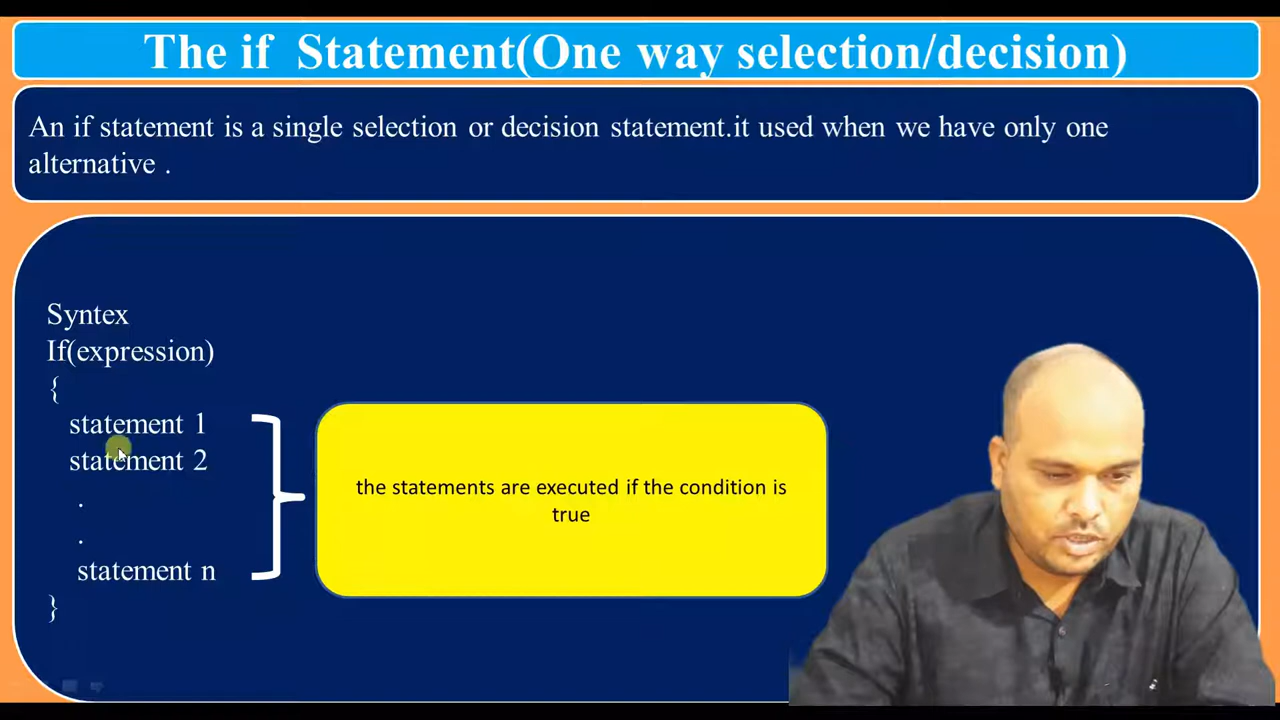 The if Statement(One way selection/decision)
An if statement is a single selection or decision statement.it used when we have only one
alternative .
Syntex
If(expression)
{
statement 1
statement 2
.
.
statement n
}
the statements are executed if the condition is
true